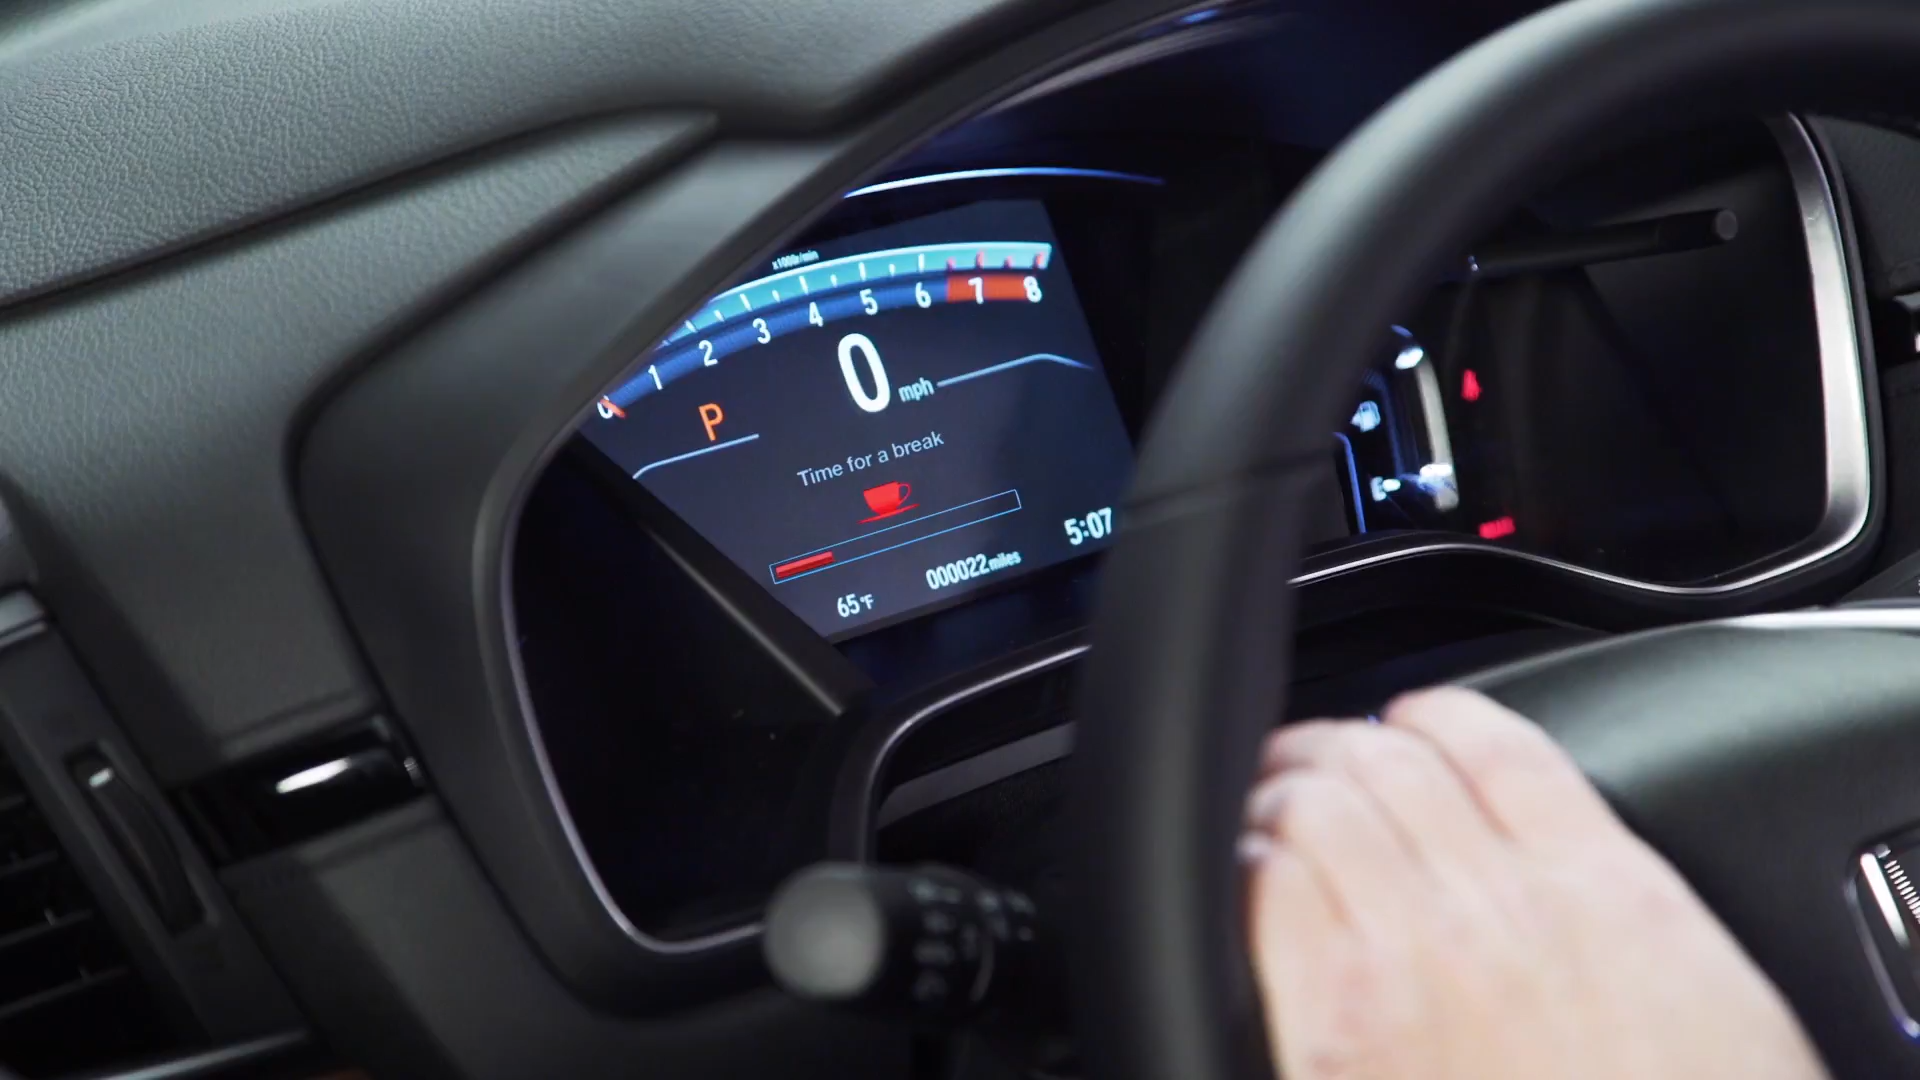 x1000r/min
0 1 2 3 4 5 6 7 8
P
0 mph
Time for a break
5:07
000022 miles
65°F
E